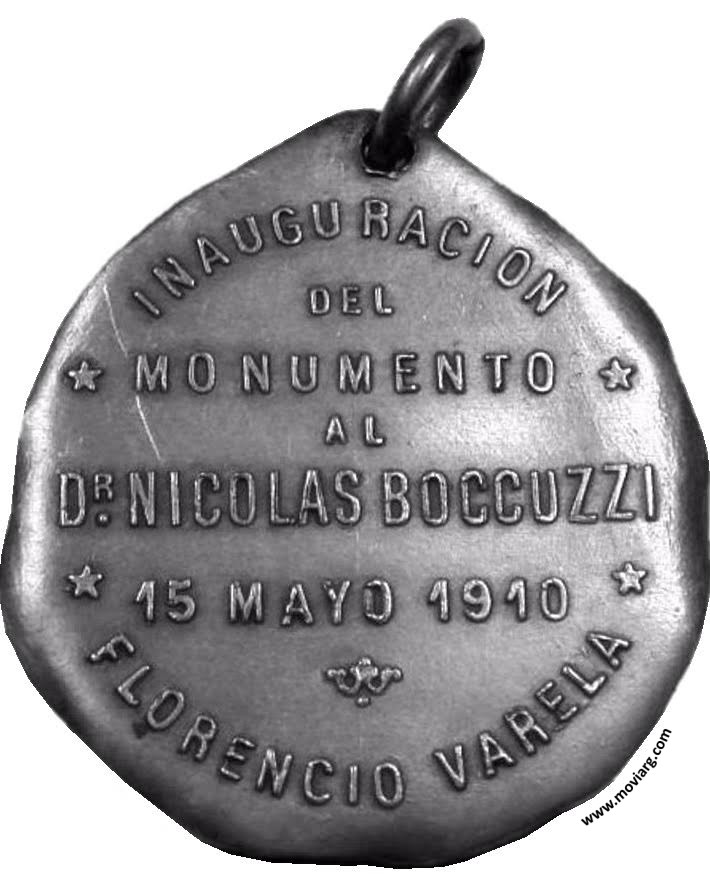 INAUGURACION
DEL
MONUMENTO
AL
DR. NICOLAS BOCCUZZI
15 MAYO 1910
FLORENCIO VARELA
www.moviarg.com